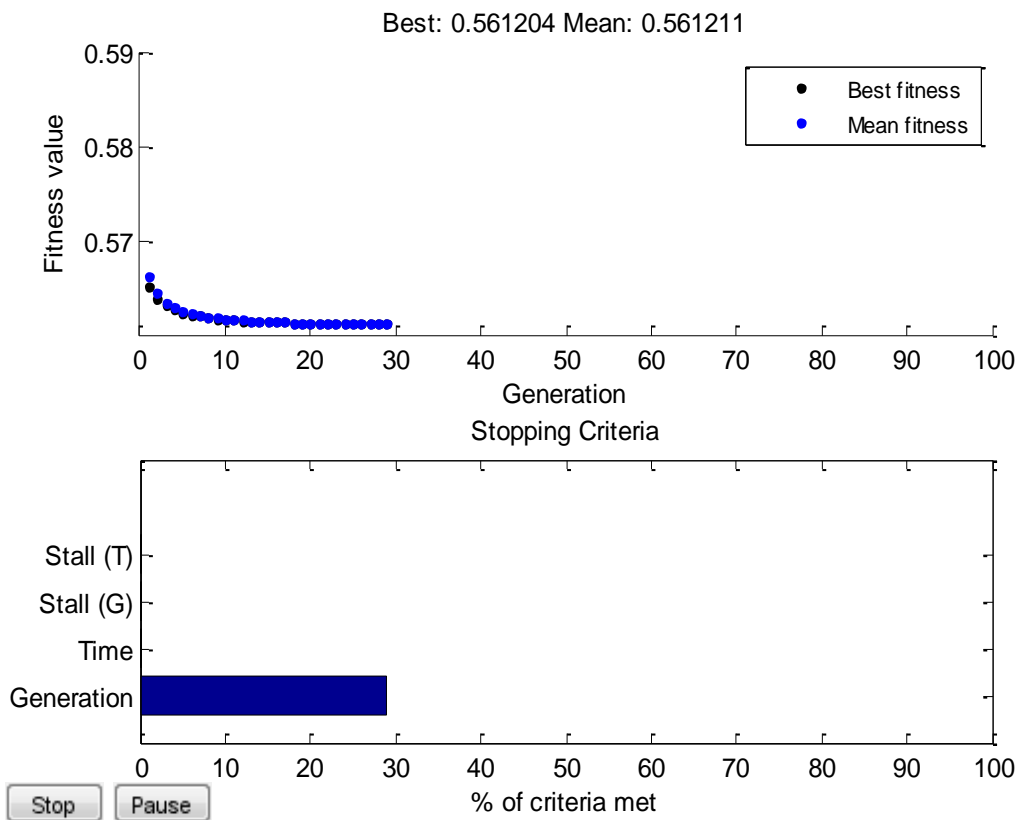 Best: 0.561204 Mean: 0.561211
0.59
0.58
0.57
Fitness value
Best fitness
Mean fitness
0 10 20 30 40 50 60 70 80 90 100
Generation
Stopping Criteria
Stall (T)
Stall (G)
Time
Generation
0 10 20 30 40 50 60 70 80 90 100
% of criteria met
Stop Pause